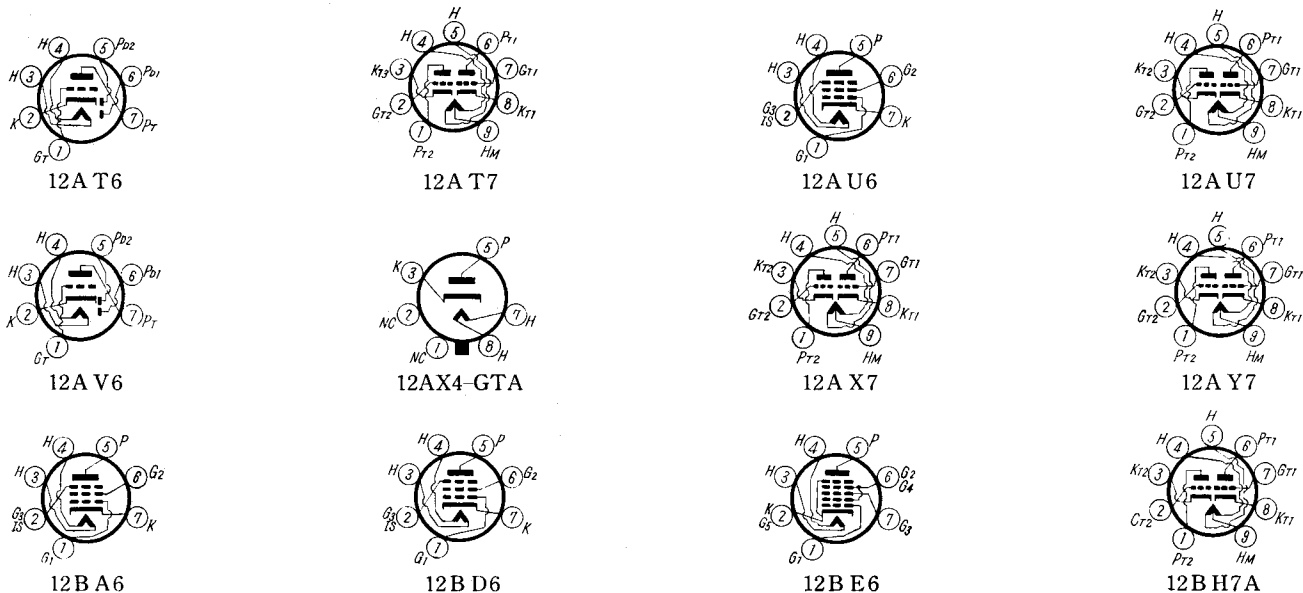 H 4 5 PD2
H 3 6 PD1
K 2 7 PT
GT 1
12AT6
H
H 4 5 6 PT1
KT3 3 7 GT1
GT2 2 8 KT1
1 9
PT2 HM
12AT7
H 4 5 P
H 3 6 G2
G3
IS 2 7 K
G1 1
12AU6
H
H 4 5 6 PT1
KT2 3 7 GT1
GT2 2 8 KT1
1 9
PT2 HM
12AU7
H 4 5 PD2
H 3 6 PD1
K 2 7 PT
GT 1
12AV6
5 P
K 3
NC 2 7 H
NC 1 8 H
12AX4-GTA
H
H 4 5 6 PT1
KT2 3 7 GT1
GT2 2 8 KT1
1 9
PT2 HM
12AX7
H
H 4 5 6 PT1
KT2 3 7 GT1
GT2 2 8 KT1
1 9
PT2 HM
12AY7
H 4 5 P
H 3 6 G2
G3
IS 2 7 K
G1 1
12BA6
H 4 5 P
H 3 6 G2
G3
IS 2 7 K
G1 1
12BD6
H 4 5 P
H 3 6 G2
G4
K
G5 2 7 G3
G1 1
12BE6
H
H 4 5 6 PT1
KT2 3 7 GT1
CT2 2 8 KT1
1 9
PT2 HM
12BH7A